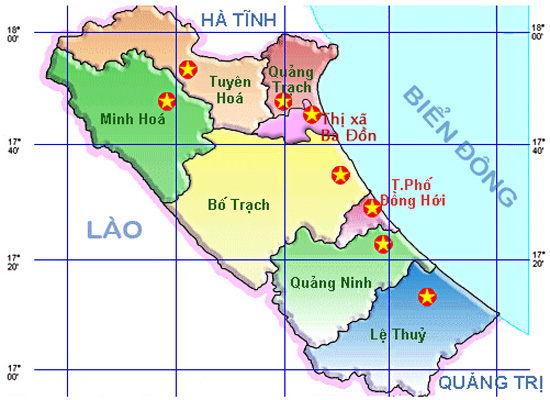 HÀ TĨNH
18°
00'
18°
00'
Quảng
Trạch
Tuyên
Hoá
Minh Hoá
Thị xã
Ba Đồn
BIỂN ĐÔNG
17°
40'
17°
40'
T.Phố
Đồng Hới
Bố Trạch
LÀO
17°
20'
17°
20'
Quảng Ninh
Lệ Thuỷ
17°
00'
QUẢNG TRỊ